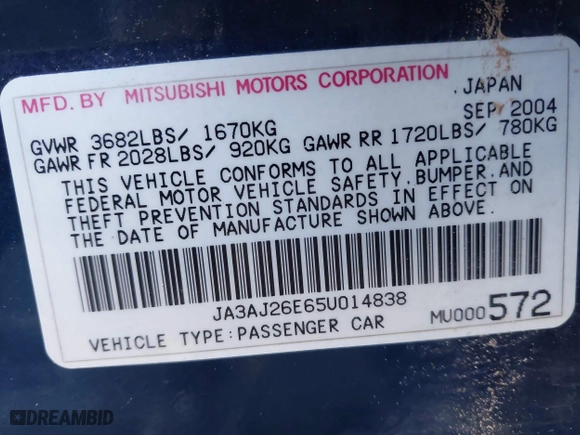 MFD. BY MITSUBISHI MOTORS CORPORATION
.JAPAN
SEP 2004
GVWR 3682LBS/ 1670KG
GAWR FR 2028LBS/ 920KG GAWR RR 1720LBS/ 780KG
THIS VEHICLE CONFORMS TO ALL APPLICABLE
FEDERAL MOTOR VEHICLE SAFETY,BUMPER,AND
THEFT PREVENTION STANDARDS IN EFFECT ON
THE DATE OF MANUFACTURE SHOWN ABOVE.
JA3AJ26E65U014838
VEHICLE TYPE:PASSENGER CAR
MU000572
DREAMBID